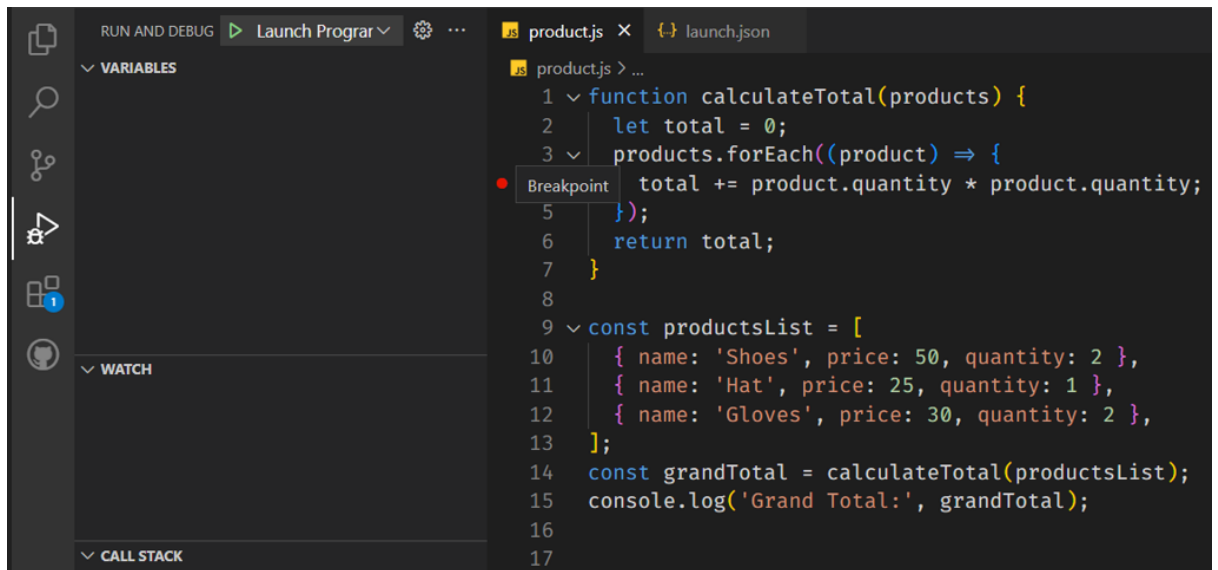 RUN AND DEBUG Launch Prograr
VARIABLES
1
WATCH
CALL STACK
product.js launch.json
JS product.js > ...
1 function calculateTotal(products) {
2 let total = 0;
3 products.forEach((product) ⇒ {
Breakpoint total += product.quantity * product.quantity;
5 });
6 return total;
7 }
8
9 const productsList = [
10 { name: 'Shoes', price: 50, quantity: 2 },
11 { name: 'Hat', price: 25, quantity: 1 },
12 { name: 'Gloves', price: 30, quantity: 2 },
13 ];
14 const grandTotal = calculateTotal(productsList);
15 console.log('Grand Total:', grandTotal);
16
17